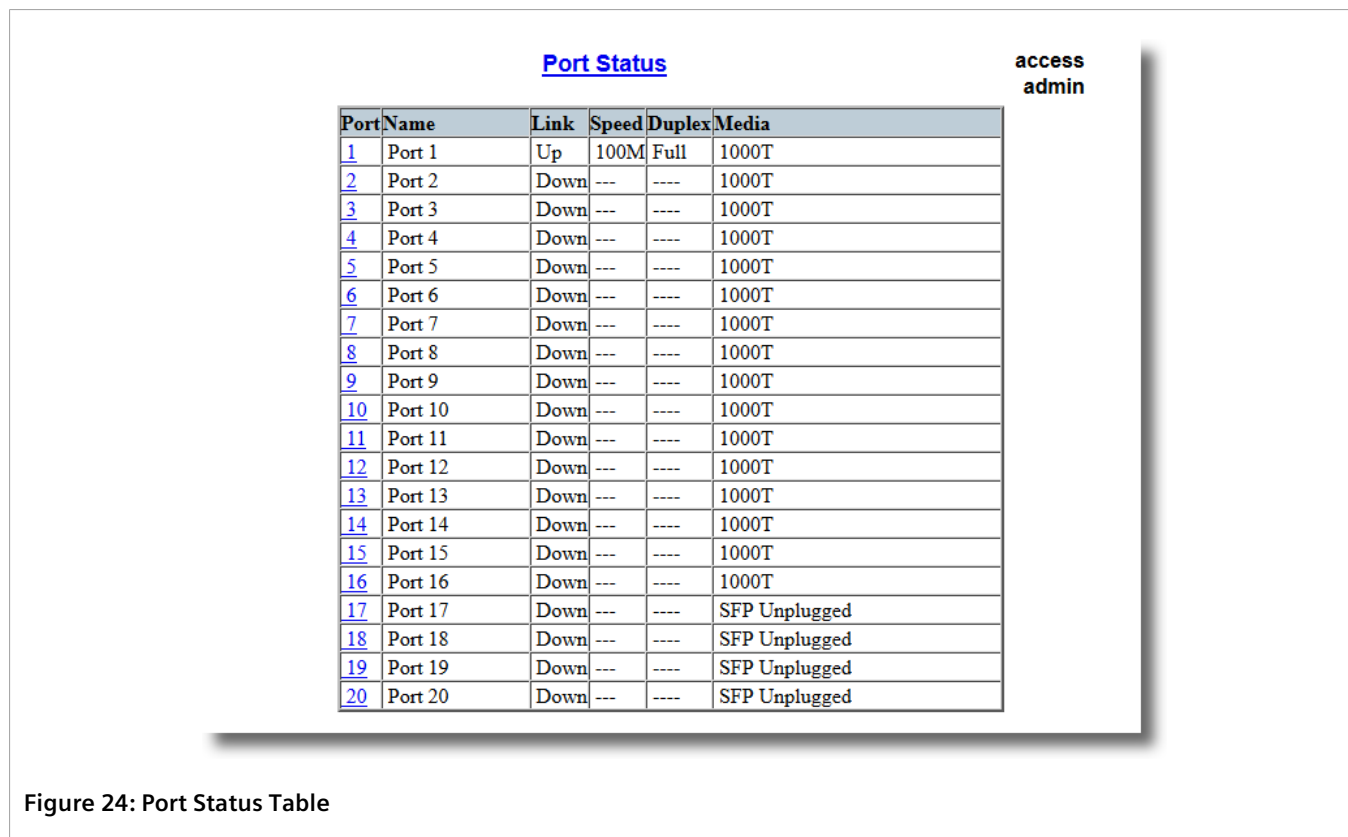 Port Status
access
admin
Port Name Link Speed Duplex Media
1 Port 1 Up 100M Full 1000T
2 Port 2 Down --- ---- 1000T
3 Port 3 Down --- ---- 1000T
4 Port 4 Down --- ---- 1000T
5 Port 5 Down --- ---- 1000T
6 Port 6 Down --- ---- 1000T
7 Port 7 Down --- ---- 1000T
8 Port 8 Down --- ---- 1000T
9 Port 9 Down --- ---- 1000T
10 Port 10 Down --- ---- 1000T
11 Port 11 Down --- ---- 1000T
12 Port 12 Down --- ---- 1000T
13 Port 13 Down --- ---- 1000T
14 Port 14 Down --- ---- 1000T
15 Port 15 Down --- ---- 1000T
16 Port 16 Down --- ---- 1000T
17 Port 17 Down --- ---- SFP Unplugged
18 Port 18 Down --- ---- SFP Unplugged
19 Port 19 Down --- ---- SFP Unplugged
20 Port 20 Down --- ---- SFP Unplugged
Figure 24: Port Status Table